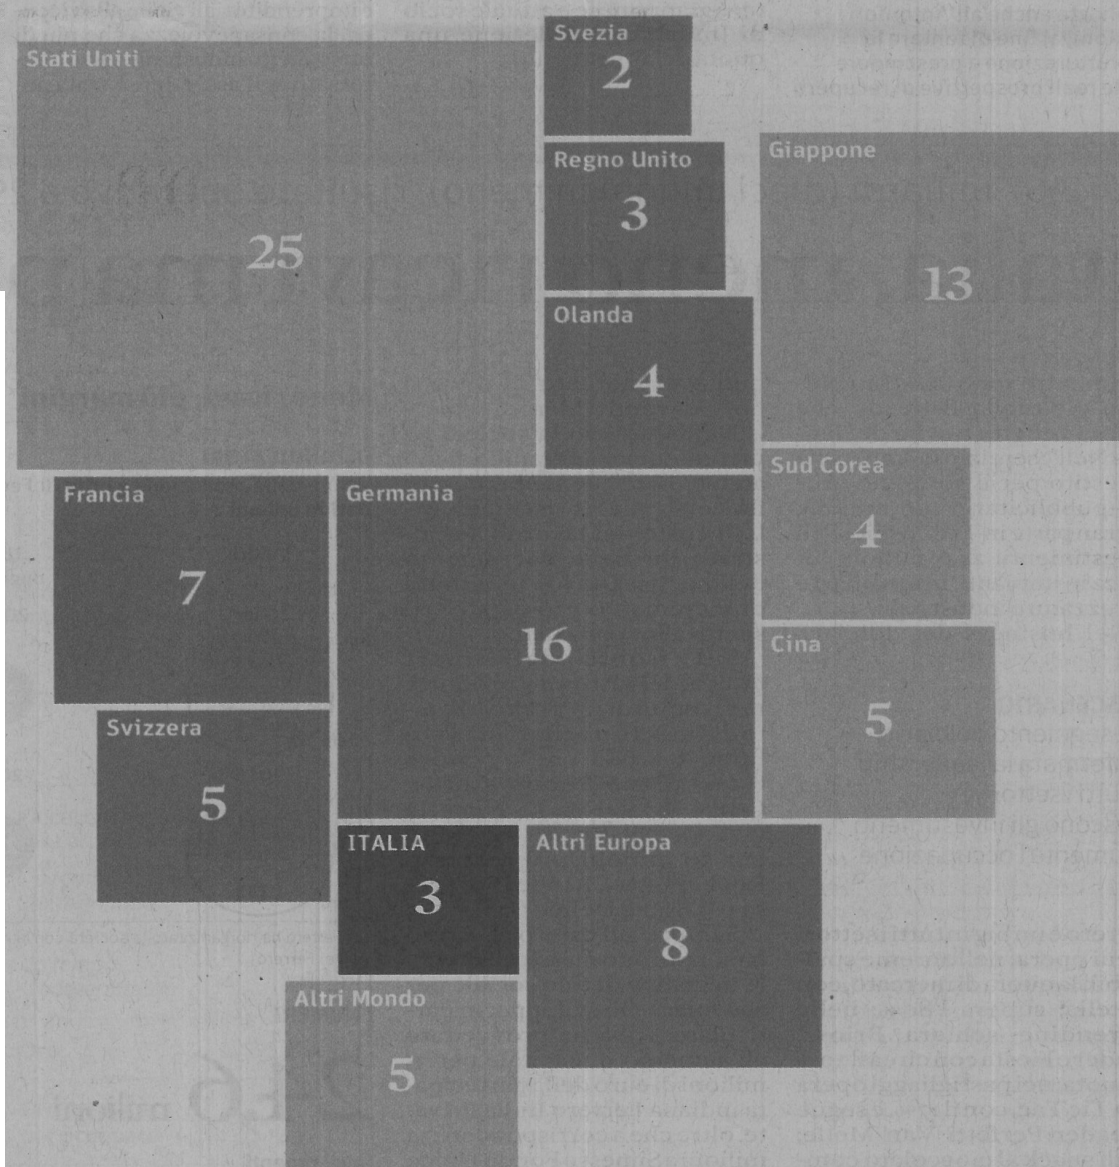 Stati Uniti
25
Svezia
2
Regno Unito
3
Giappone
13
Olanda
4
Francia
7
Germania
16
Sud Corea
4
Cina
5
Svizzera
5
ITALIA
3
Altri Europa
8
Altri Mondo
5